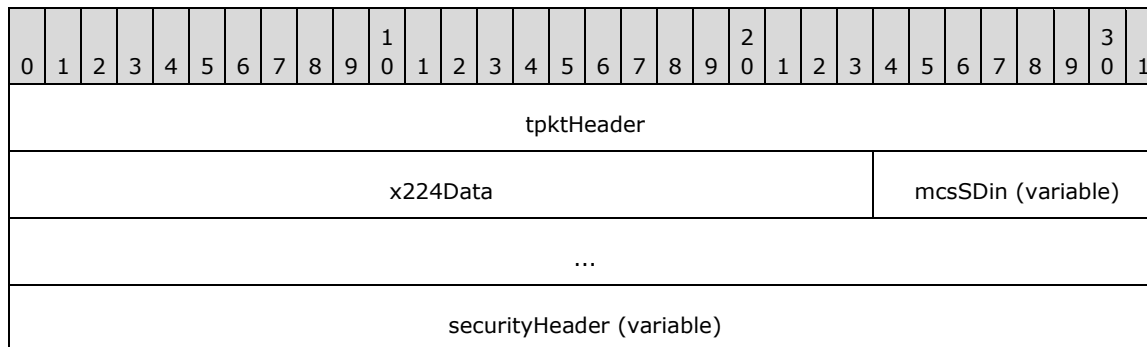 1 2 3
0 1 2 3 4 5 6 7 8 9 0 1 2 3 4 5 6 7 8 9 0 1 2 3 4 5 6 7 8 9 0 1
tpktHeader
x224Data mcsSDin (variable)
...
securityHeader (variable)